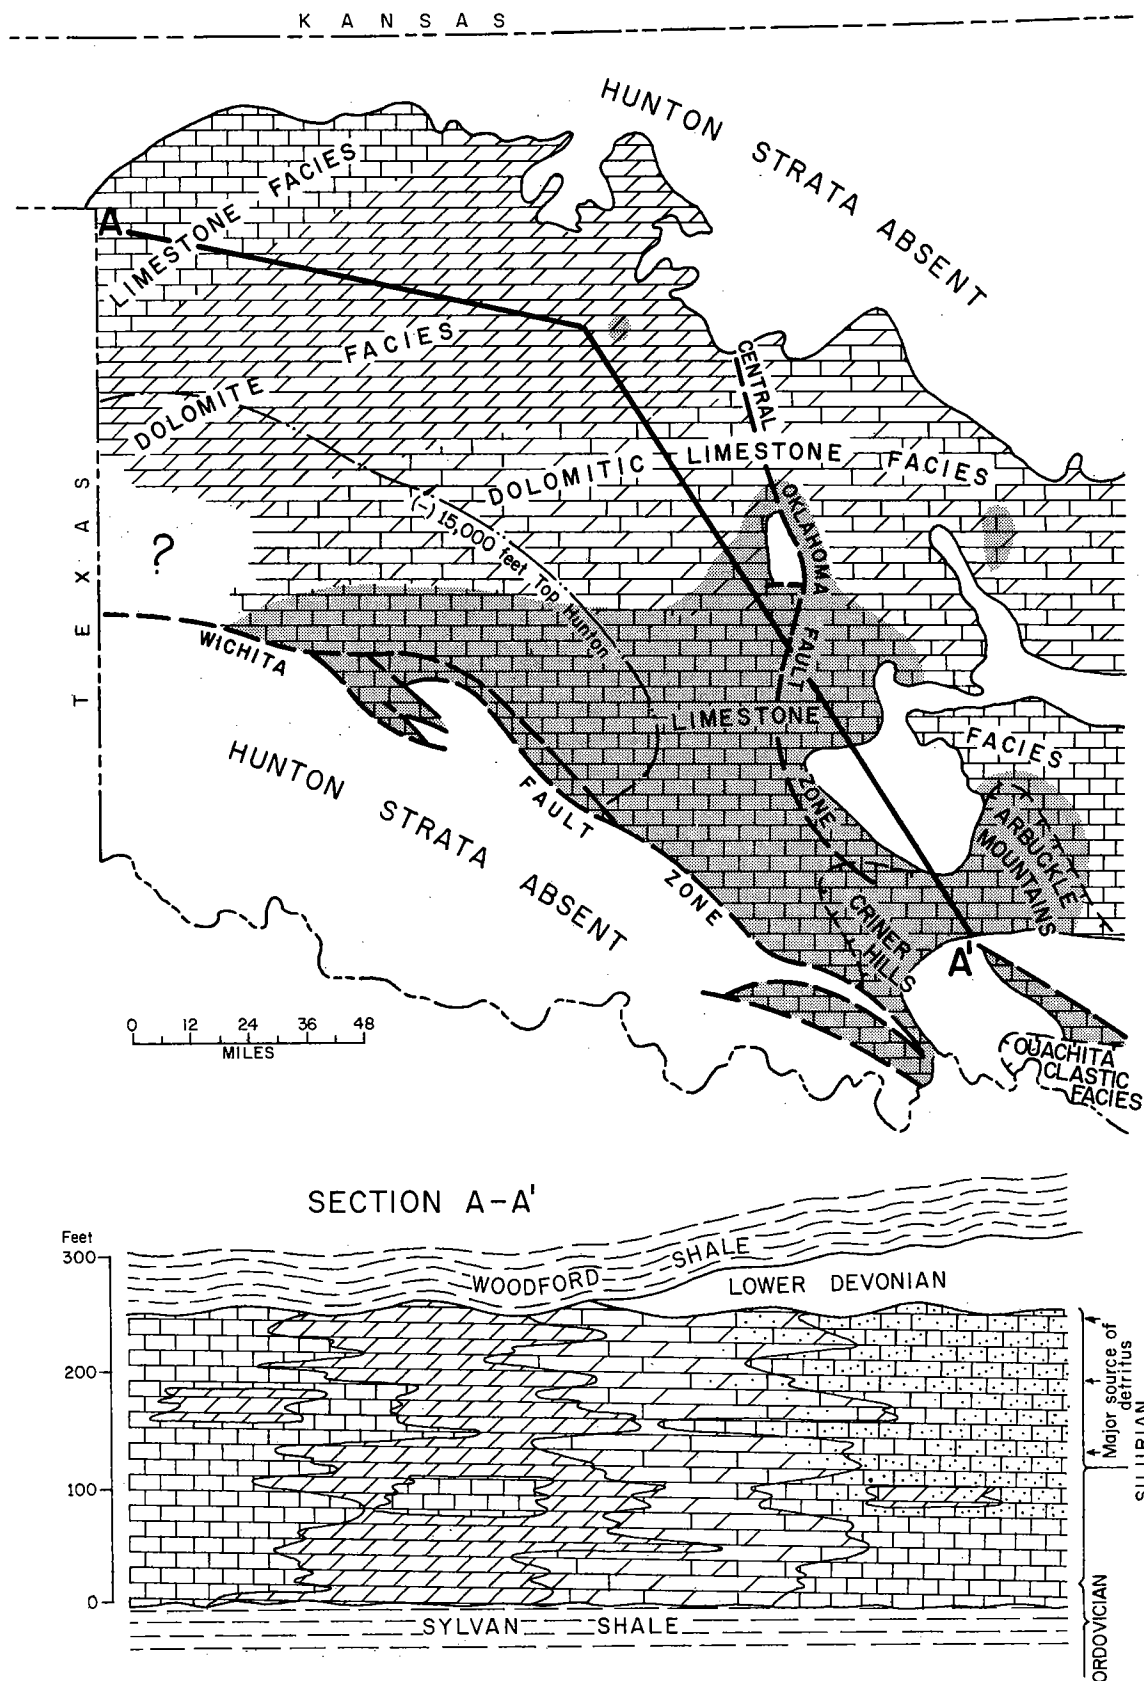 KANSAS
HUNTON STRATA ABSENT
LIMESTONE FACIES
A
DOLOMITE FACIES
CENTRAL OKLAHOMA FAULT ZONE
DOLOMITIC LIMESTONE FACIES
(-) 15,000 feet Top Hunton
TEXAS
?
WICHITA FAULT ZONE
LIMESTONE FACIES
HUNTON STRATA ABSENT
ARBUCKLE
MOUNTAINS
CRINER
HILLS
A'
0 12 24 36 48
MILES
OUACHITA
CLASTIC
FACIES
SECTION A-A'
Feet
300
200
100
0
WOODFORD SHALE
LOWER DEVONIAN
SYLVAN SHALE
Major source of
detritus
SILURIAN
ORDOVICIAN